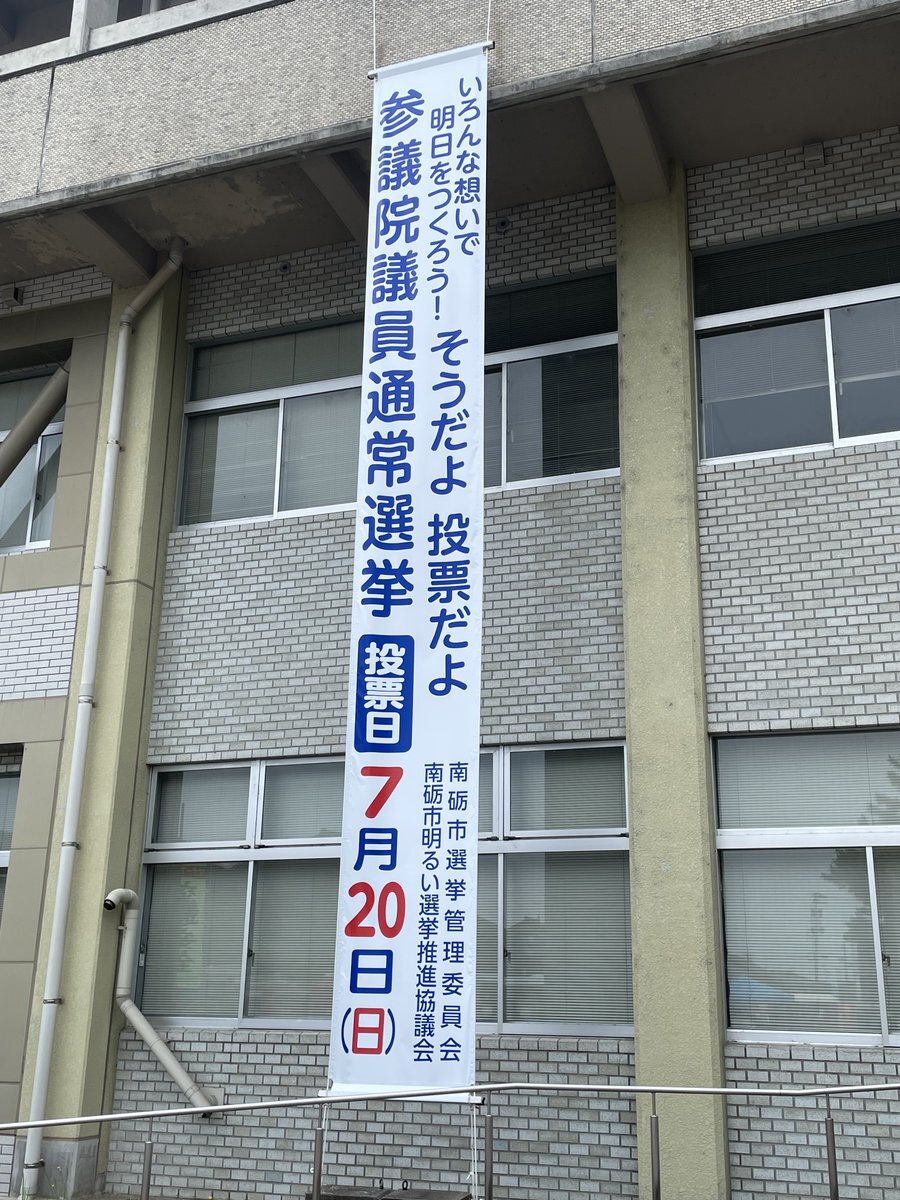 いろんな想いで
明日をつくろう！
そうだよ 投票だよ
参議院議員通常選挙
投票日
7月20日(日)
南砺市選挙管理委員会
南砺市明るい選挙推進協議会